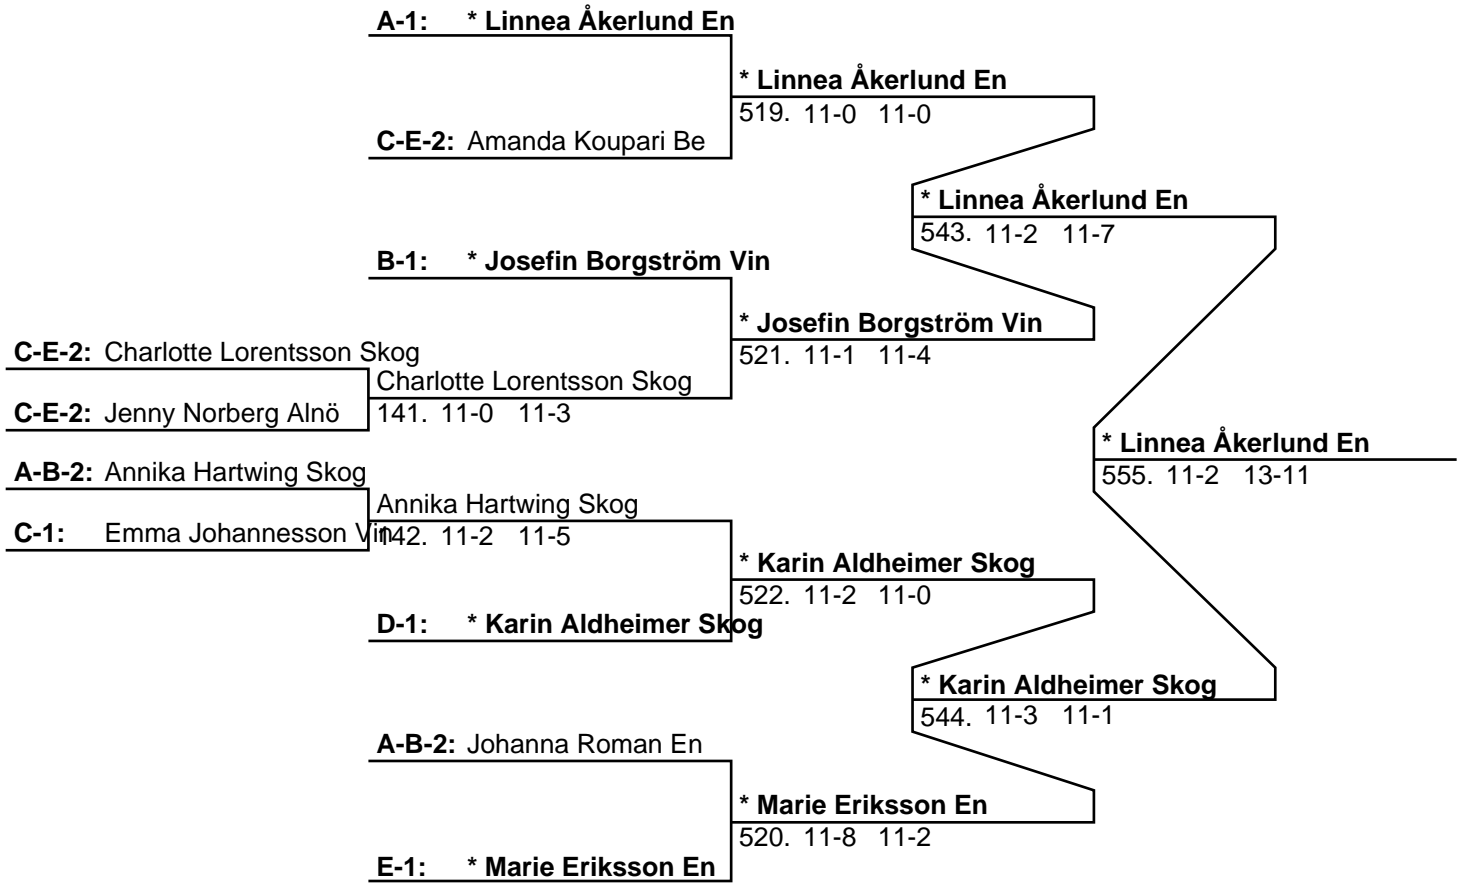 A-1: * Linnea Åkerlund En
* Linnea Åkerlund En
519. 11-0 11-0
C-E-2: Amanda Koupari Be
* Linnea Åkerlund En
543. 11-2 11-7
B-1: * Josefin Borgström Vin
* Josefin Borgström Vin
521. 11-1 11-4
C-E-2: Charlotte Lorentsson Skog
Charlotte Lorentsson Skog
141. 11-0 11-3
C-E-2: Jenny Norberg Alnö
* Linnea Åkerlund En
555. 11-2 13-11
A-B-2: Annika Hartwing Skog
Annika Hartwing Skog
142. 11-2 11-5
C-1: Emma Johannesson Vin
* Karin Aldheimer Skog
522. 11-2 11-0
D-1: * Karin Aldheimer Skog
* Karin Aldheimer Skog
544. 11-3 11-1
A-B-2: Johanna Roman En
* Marie Eriksson En
520. 11-8 11-2
E-1: * Marie Eriksson En